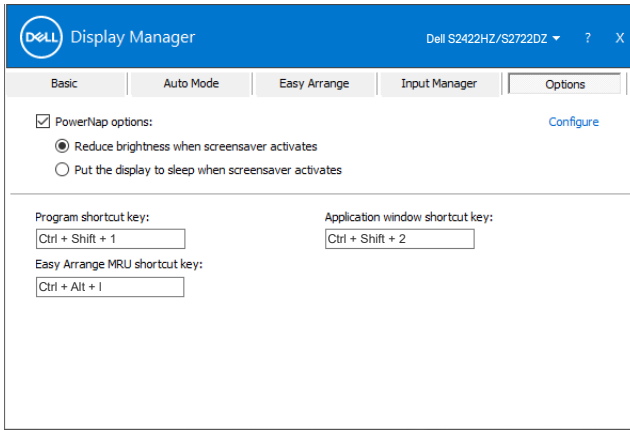 DELL Display Manager Dell S2422HZ/S2722DZ ? X
Basic Auto Mode Easy Arrange Input Manager Options
PowerNap options: Configure
Reduce brightness when screensaver activates
Put the display to sleep when screensaver activates
Program shortcut key: Application window shortcut key:
Ctrl + Shift + 1 Ctrl + Shift + 2
Easy Arrange MRU shortcut key:
Ctrl + Alt + I